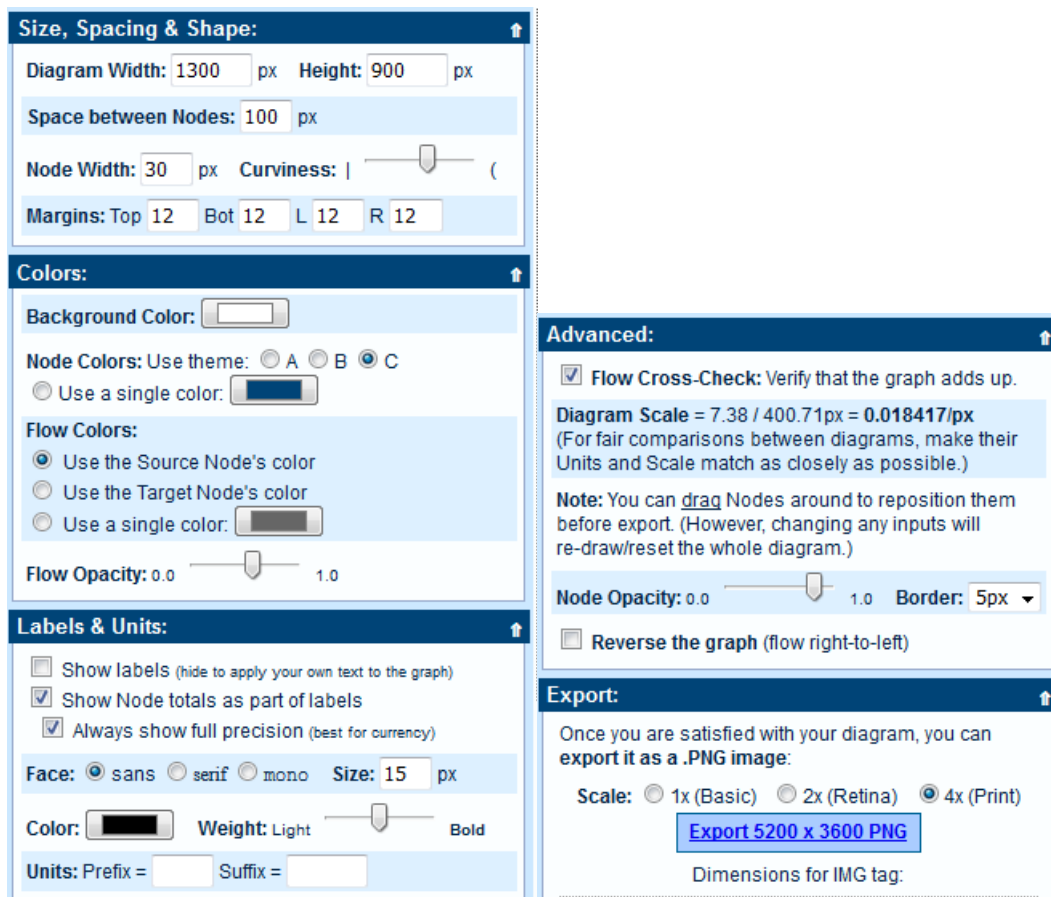 Size, Spacing & Shape:
Diagram Width: 1300 px Height: 900 px
Space between Nodes: 100 px
Node Width: 30 px Curviness: | (
Margins: Top 12 Bot 12 L 12 R 12
Colors:
Background Color:
Node Colors: Use theme: A B C
Use a single color:
Flow Colors:
Use the Source Node's color
Use the Target Node's color
Use a single color:
Flow Opacity: 0.0 1.0
Labels & Units:
Show labels (hide to apply your own text to the graph)
Show Node totals as part of labels
Always show full precision (best for currency)
Face: sans serif mono Size: 15 px
Color: Weight: Light Bold
Units: Prefix = Suffix =
Advanced:
Flow Cross-Check: Verify that the graph adds up.
Diagram Scale = 7.38 / 400.71px = 0.018417/px
(For fair comparisons between diagrams, make their
Units and Scale match as closely as possible.)
Note: You can drag Nodes around to reposition them
before export. (However, changing any inputs will
re-draw/reset the whole diagram.)
Node Opacity: 0.0 1.0 Border: 5px
Reverse the graph (flow right-to-left)
Export:
Once you are satisfied with your diagram, you can
export it as a .PNG image:
Scale: 1x (Basic) 2x (Retina) 4x (Print)
Export 5200 x 3600 PNG
Dimensions for IMG tag: